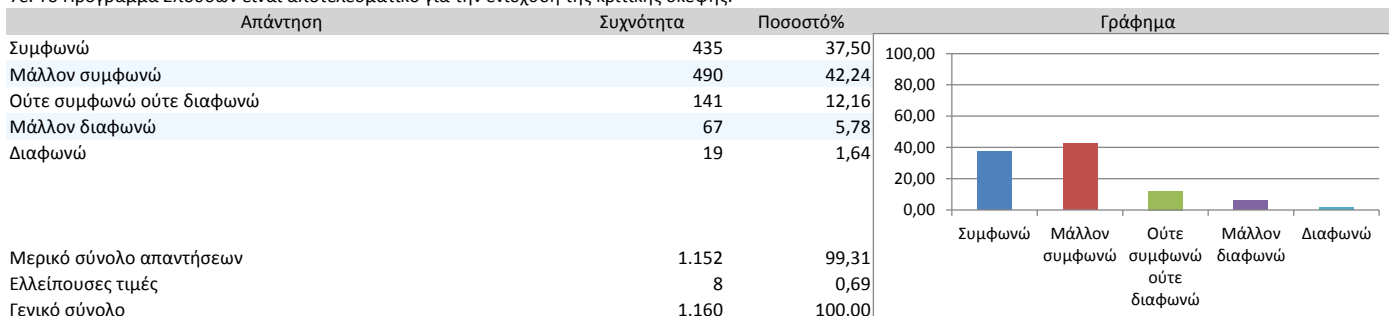 Απάντηση Συχνότητα Ποσοστό% Γράφημα
Συμφωνώ 435 37,50
Μάλλον συμφωνώ 490 42,24
Ούτε συμφωνώ ούτε διαφωνώ 141 12,16
Μάλλον διαφωνώ 67 5,78
Διαφωνώ 19 1,64
Μερικό σύνολο απαντήσεων 1.152 99,31
Ελλείπουσες τιμές 8 0,69
Γενικό σύνολο 1.160 100,00
100,00
80,00
60,00
40,00
20,00
0,00
Συμφωνώ Μάλλον Ούτε Μάλλον Διαφωνώ
συμφωνώ συμφωνώ διαφωνώ
ούτε
διαφωνώ